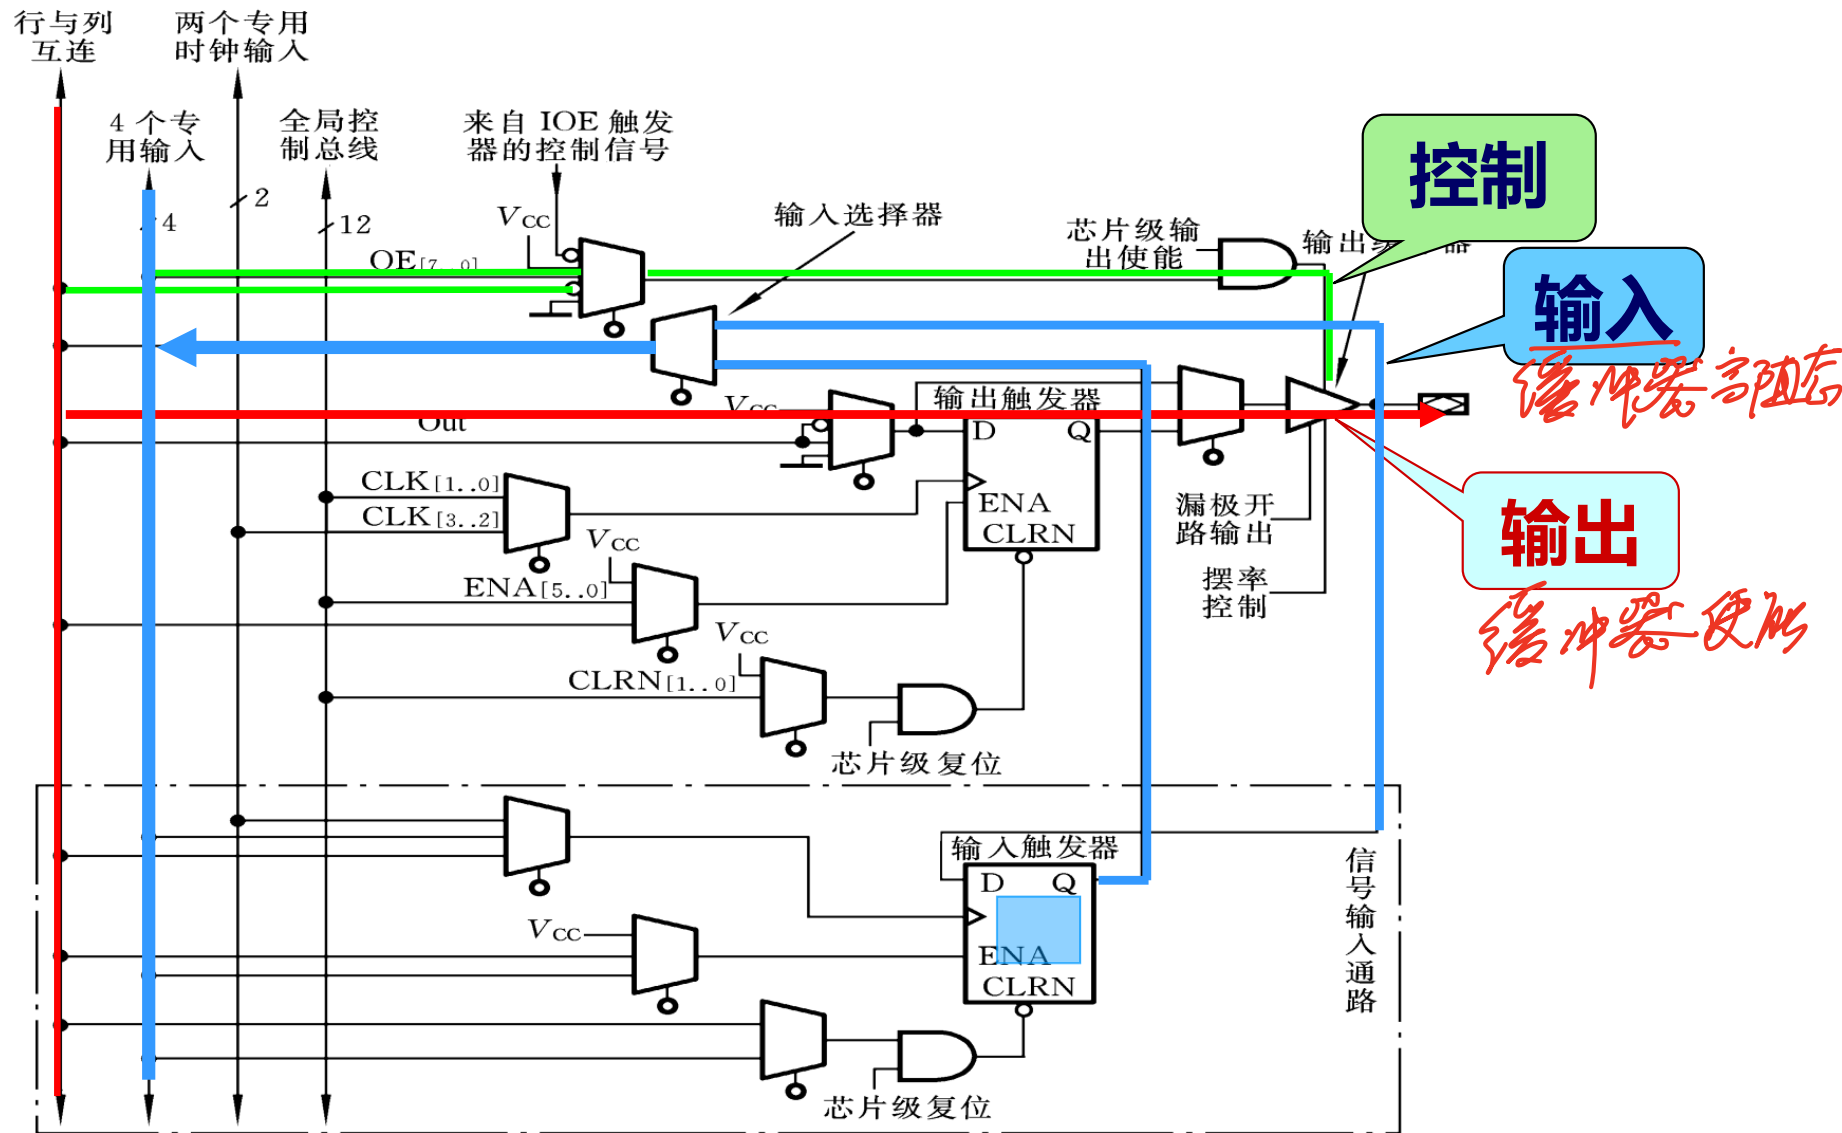 行与列
互连
两个专用
时钟输入
4 个专
用输入
全局控
制总线
来自 IOE 触发
器的控制信号
控制
2
4
12
VCC
输入选择器
芯片级输
出使能
输出缓
器
OE[7..0]
输入
缓冲器高阻态
VCC
输出触发器
Out
D
Q
CLK[1..0]
ENA
CLK[3..2]
CLRN
漏极开
路输出
输出
VCC
ENA[5..0]
摆率
控制
缓冲器使能
VCC
CLRN[1..0]
芯片级复位
输入触发器
信号输入通路
D
Q
VCC
ENA
CLRN
芯片级复位